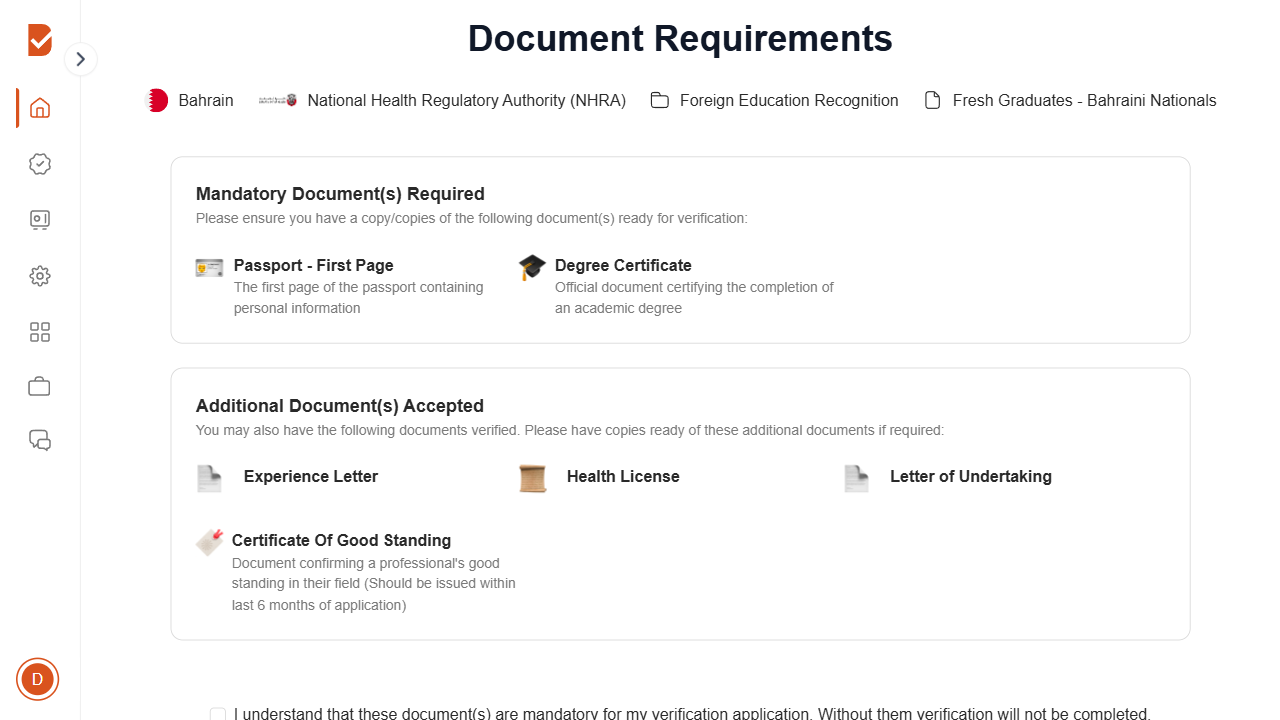 Document Requirements
Bahrain
National Health Regulatory Authority (NHRA)
Foreign Education Recognition
Fresh Graduates - Bahraini Nationals
Mandatory Document(s) Required
Please ensure you have a copy/copies of the following document(s) ready for verification:
Passport - First Page
The first page of the passport containing
personal information
Degree Certificate
Official document certifying the completion of
an academic degree
Additional Document(s) Accepted
You may also have the following documents verified. Please have copies ready of these additional documents if required:
Experience Letter
Health License
Letter of Undertaking
Certificate Of Good Standing
Document confirming a professional's good
standing in their field (Should be issued within
last 6 months of application)
D
I understand that these document(s) are mandatory for my verification application. Without them verification will not be completed.